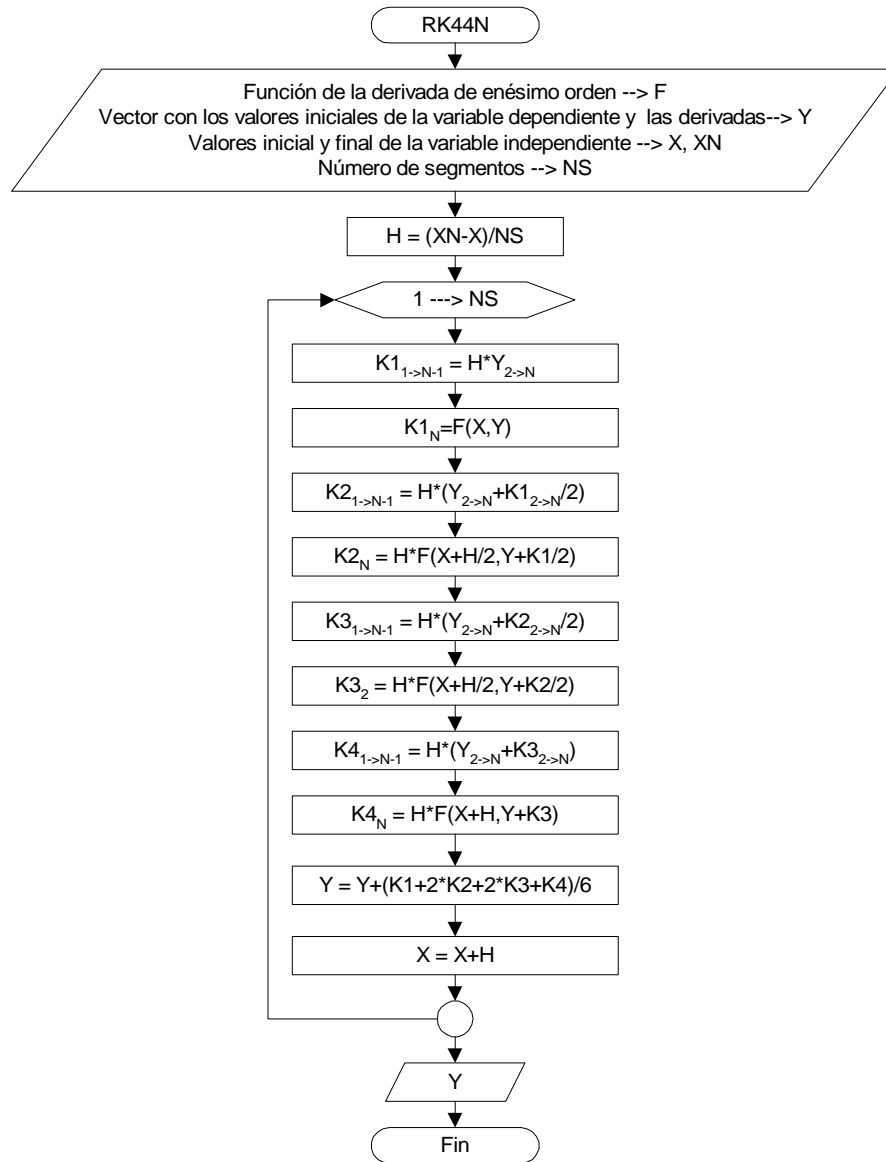 RK44N
Función de la derivada de enésimo orden --> F
Vector con los valores iniciales de la variable dependiente y las derivadas--> Y
Valores inicial y final de la variable independiente --> X, XN
Número de segmentos --> NS
H = (XN-X)/NS
1 ---> NS
K1₁->N-1 = H*Y₂->N
K1N=F(X,Y)
K2₁->N-1 = H*(Y₂->N+K1₂->N/2)
K2N = H*F(X+H/2,Y+K1/2)
K3₁->N-1 = H*(Y₂->N+K2₂->N/2)
K3₂ = H*F(X+H/2,Y+K2/2)
K4₁->N-1 = H*(Y₂->N+K3₂->N)
K4N = H*F(X+H,Y+K3)
Y = Y+(K1+2*K2+2*K3+K4)/6
X = X+H
Y
Fin